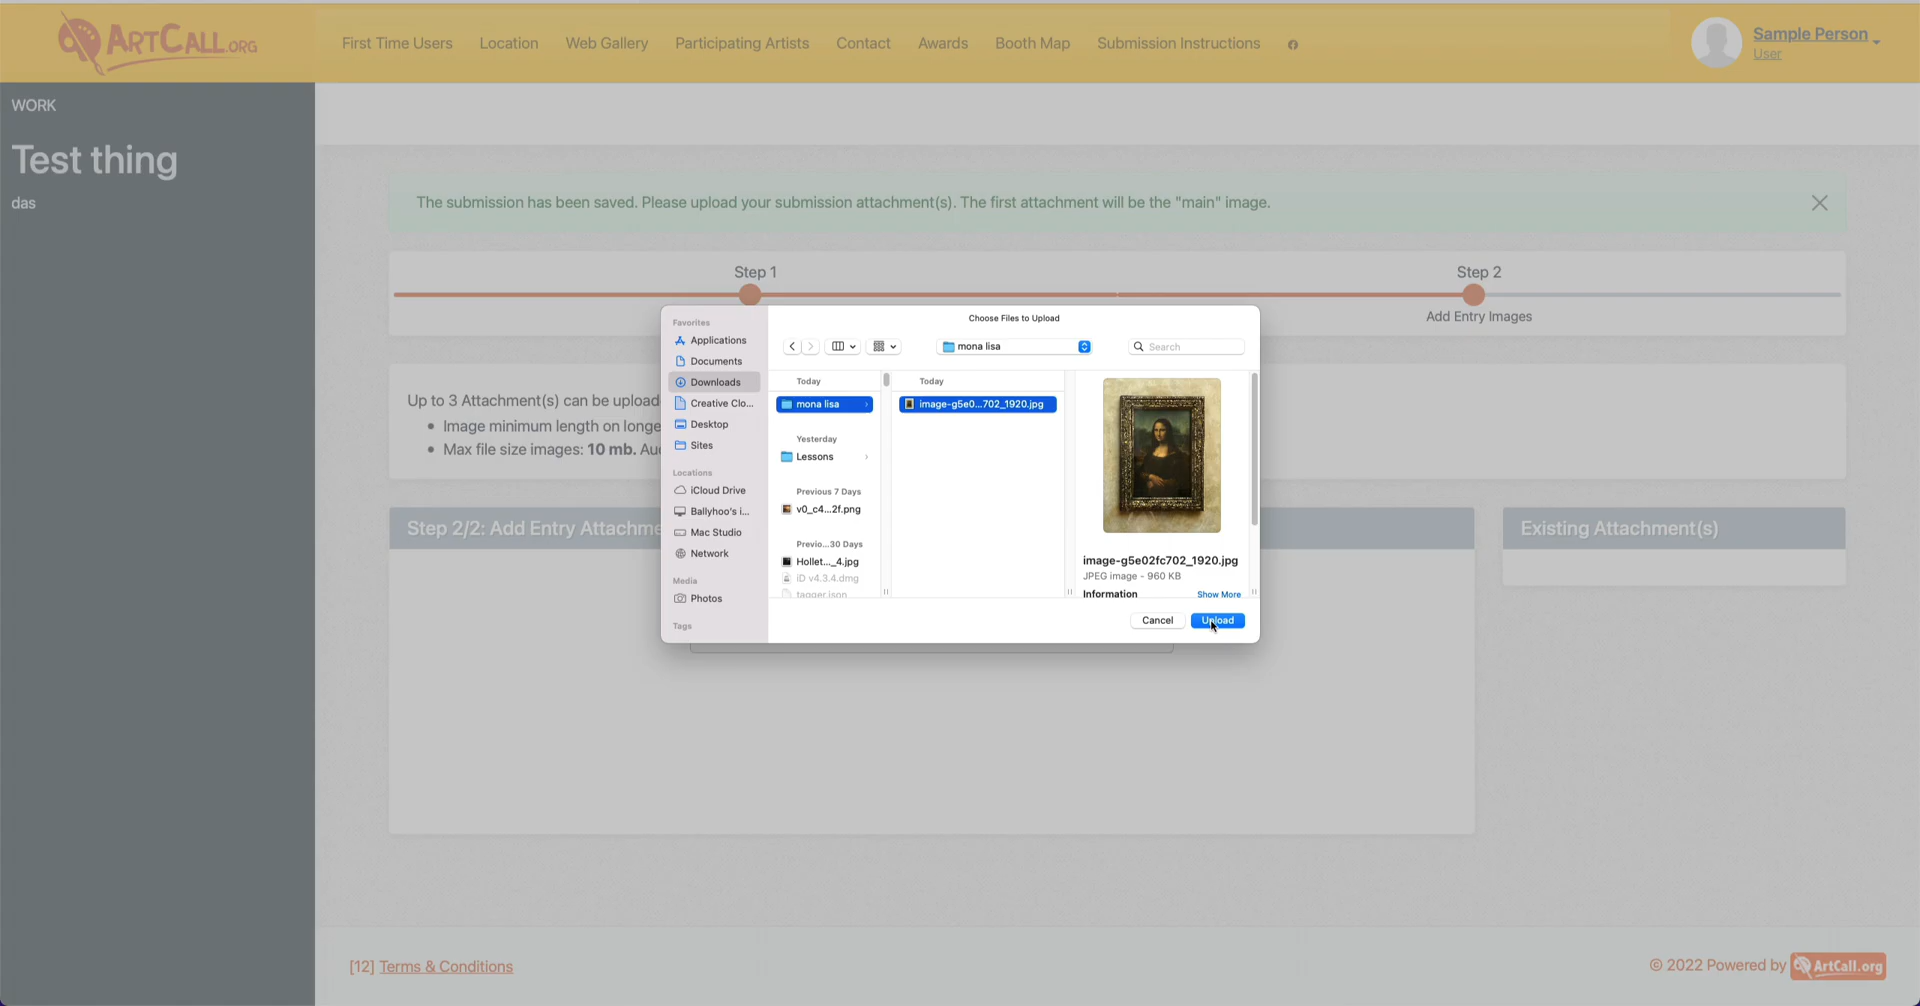 ARTCALL.ORG
First Time Users
Location
Web Gallery
Participating Artists
Contact
Awards
Booth Map
Submission Instructions
Sample Person
User
WORK
Test thing
das
The submission has been saved. Please upload your submission attachment(s). The first attachment will be the "main" image.
Step 1
Step 2
Add Entry Images
Up to 3 Attachment(s) can be upload
Image minimum length on longe
Max file size images: 10 mb. Au
Step 2/2: Add Entry Attachme
Existing Attachment(s)
Choose Files to Upload
Favorites
Applications
Documents
Downloads
Creative Clo...
Desktop
Sites
Locations
iCloud Drive
Ballyhoo's i...
Mac Studio
Network
Media
Photos
Tags
mona lisa
Search
Today
mona lisa
Yesterday
Lessons
Previous 7 Days
v0_c4...2f.png
Previo...30 Days
Hollet..._4.jpg
iD v4.3.4.dmg
tagger.json
Today
image-g5e0...702_1920.jpg
image-g5e02fc702_1920.jpg
JPEG image - 960 KB
Information
Show More
Cancel
Upload
[12] Terms & Conditions
© 2022 Powered by ArtCall.org